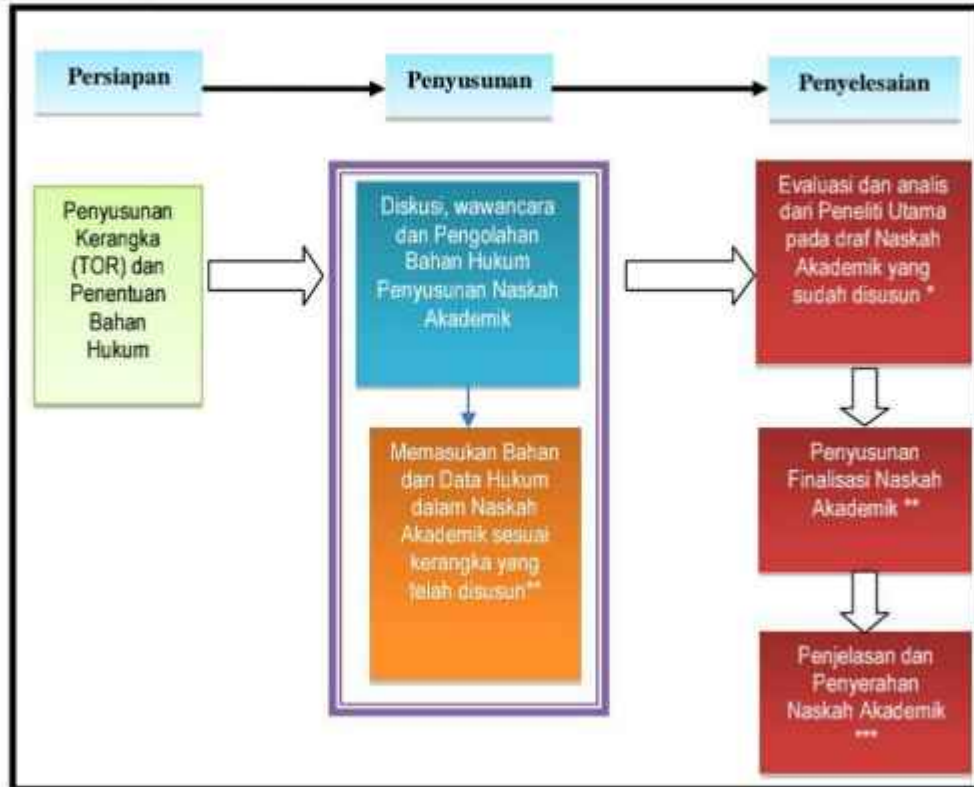 Persiapan
Penyusunan
Penyelesaian
Penyusunan
Kerangka
(TOR) dan
Penentuan
Bahan
Hukum
Diskusi, wawancara
dan Pengolahan
Bahan Hukum
Penyusunan Naskah
Akademik
Memasukan Bahan
dan Data Hukum
dalam Naskah
Akademik sesuai
kerangka yang
telah disusun**
Evaluasi dan analis
dari Peneliti Utama
pada draf Naskah
Akademik yang
sudah disusun *
Penyusunan
Finalisasi Naskah
Akademik **
Penjelasan dan
Penyerahan
Naskah Akademik
***